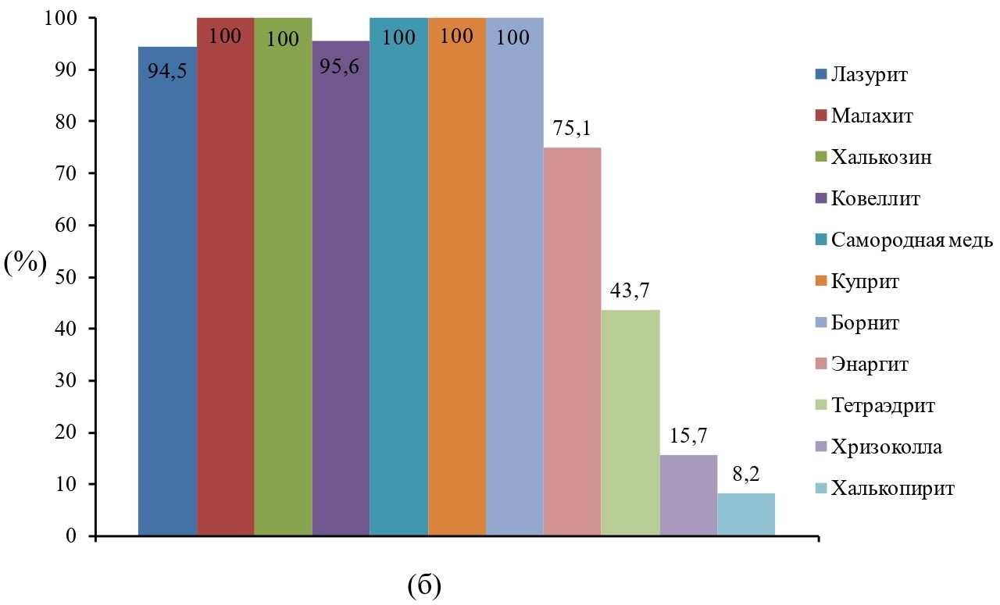 100
90
80
70
60
50
40
30
20
10
0
(%)
94,5
100
100
95,6
100
100
100
75,1
43,7
15,7
8,2
Лазурит
Малахит
Халькозин
Ковеллит
Самородная медь
Куприт
Борнит
Энаргит
Тетраэдрит
Хризоколла
Халькопирит
(б)